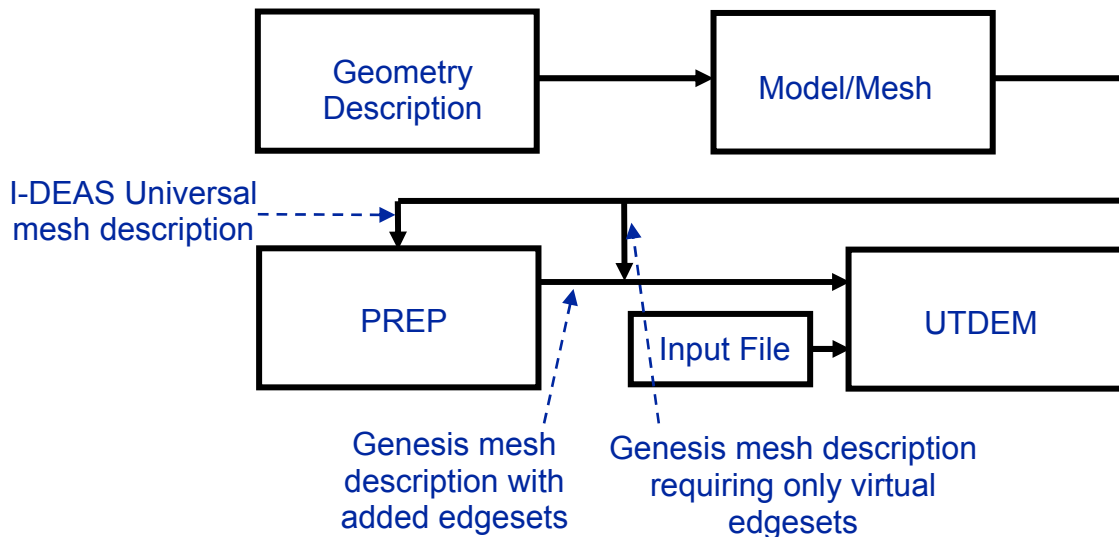 Geometry
Description
Model/Mesh
I-DEAS Universal
mesh description
PREP
Input File
UTDEM
Genesis mesh
description with
added edgesets
Genesis mesh description
requiring only virtual
edgesets